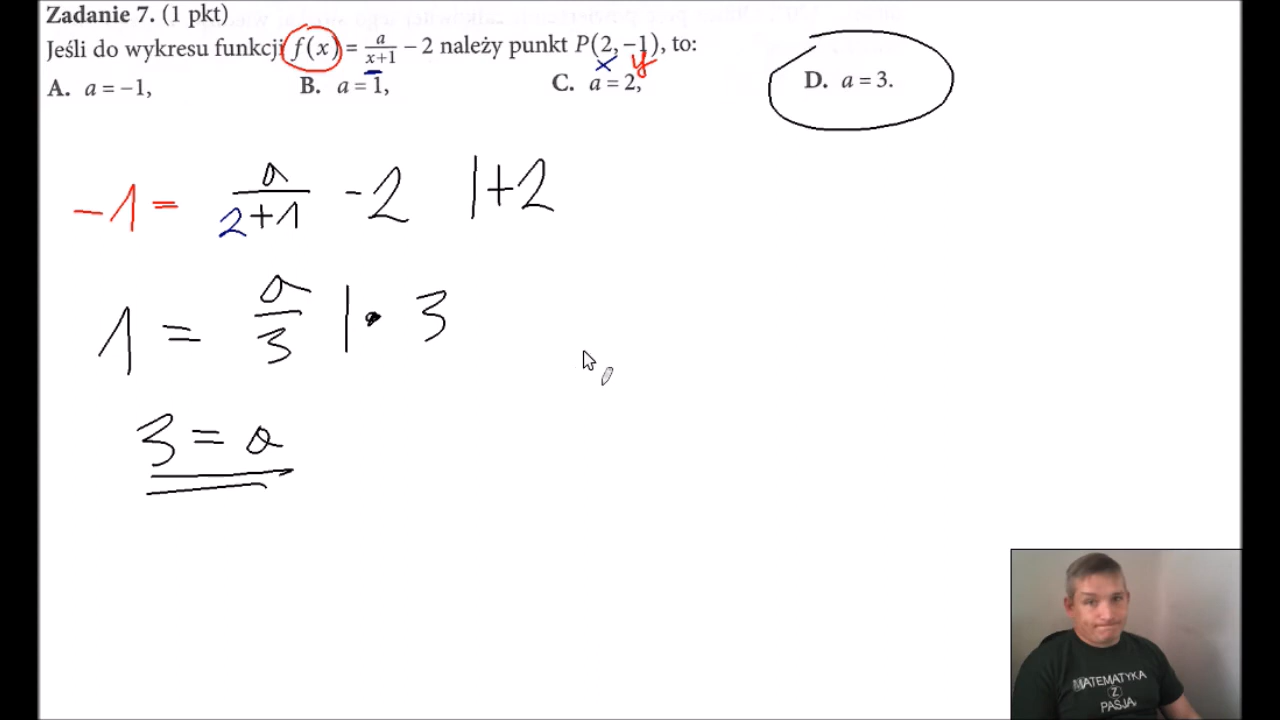 Zadanie 7. (1 pkt)
Jeśli do wykresu funkcji f(x) = a/(x+1) − 2 należy punkt P(2, −1), to:
x y
A. a = −1, B. a = 1, C. a = 2, D. a = 3.
−1 = a/(2+1) − 2 |+2
1 = a/3 |· 3
3 = a
MATEMATYKA
Z
PASJĄ